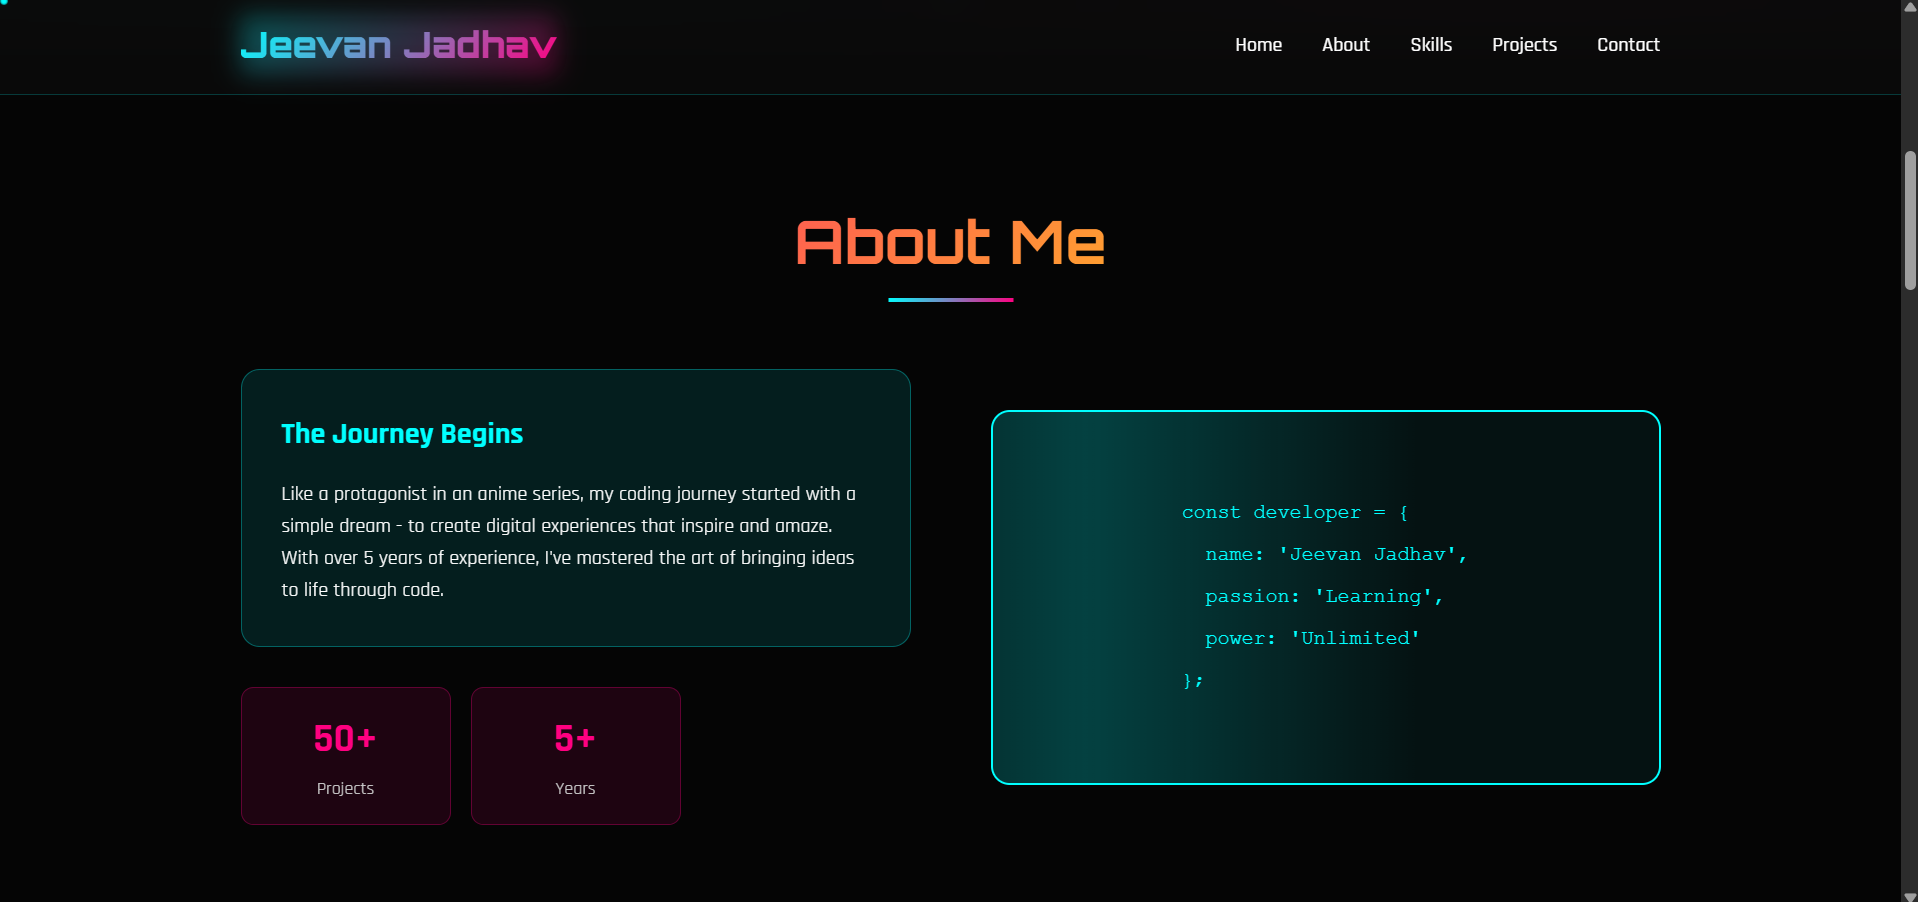 Jeevan Jadhav
Home About Skills Projects Contact
About Me
The Journey Begins
Like a protagonist in an anime series, my coding journey started with a
simple dream - to create digital experiences that inspire and amaze.
With over 5 years of experience, I've mastered the art of bringing ideas
to life through code.
50+
Projects
5+
Years
const developer = {
  name: 'Jeevan Jadhav',
  passion: 'Learning',
  power: 'Unlimited'
};